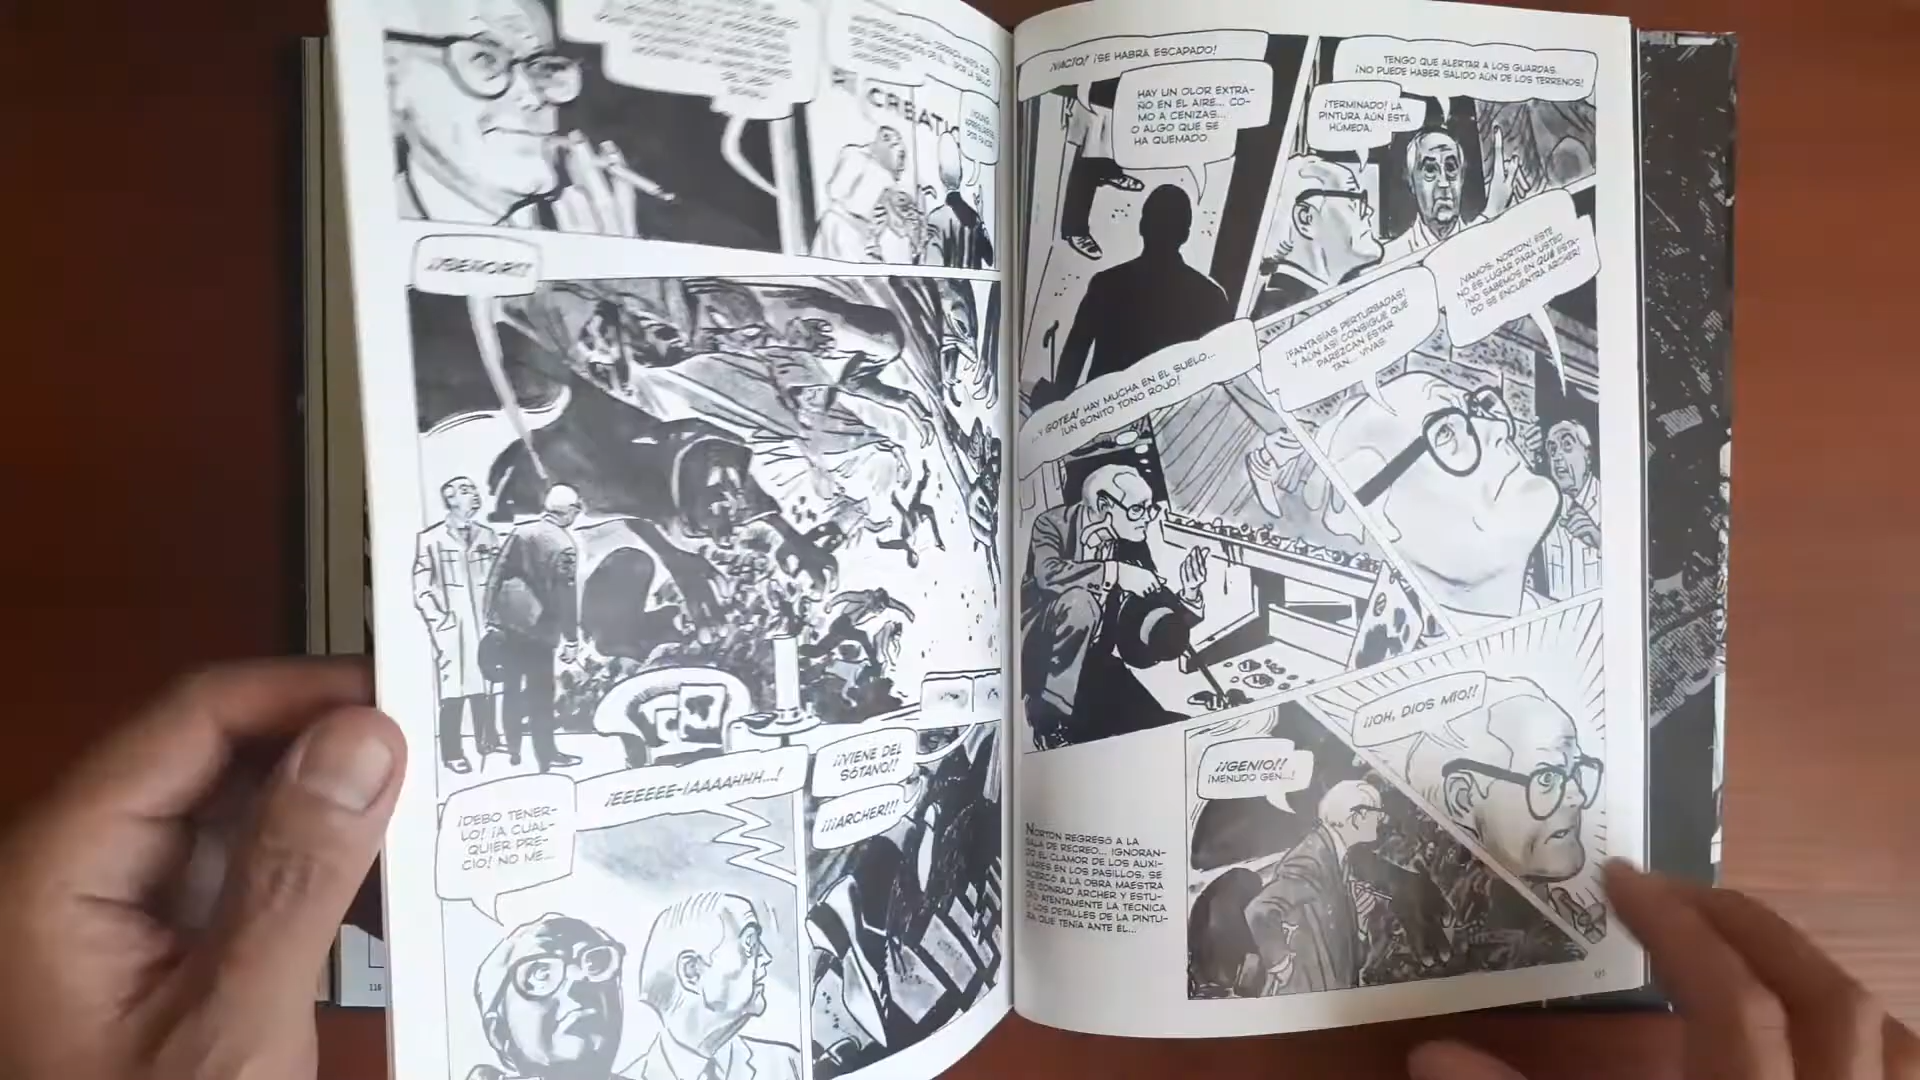 ¡¡SEÑOR!!
¡DEBO TENER-
LO! ¡A CUAL-
QUIER PRE-
CIO! NO ME...
¡EEEEEE-IAAAAHHH...!
¡¡VIENE DEL
SÓTANO!!
¡¡¡ARCHER!!!
¡VACÍO! ¡SE HABRÁ ESCAPADO!
HAY UN OLOR EXTRA-
ÑO EN EL AIRE... CO-
MO A CENIZAS...
O ALGO QUE SE
HA QUEMADO.
TENGO QUE ALERTAR A LOS GUARDAS.
¡NO PUEDE HABER SALIDO AÚN DE LOS TERRENOS!
¡TERMINADO! LA
PINTURA AÚN ESTÁ
HÚMEDA.
...Y GOTEA! HAY MUCHA EN EL SUELO...
¡UN BONITO TONO ROJO!
¡FANTASÍAS PERTURBADAS!
Y AÚN ASÍ CONSIGUE QUE
PAREZCAN ESTAR
TAN... VIVAS.
¡VAMOS, NORTON! ESTE
NO ES LUGAR PARA USTED.
¡NO SABEMOS EN QUÉ ESTA-
DO SE ENCUENTRA ARCHER!
NORTON REGRESÓ A LA
SALA DE RECREO... IGNORAN-
DO EL CLAMOR DE LOS AUXI-
LIARES EN LOS PASILLOS, SE
ACERCÓ A LA OBRA MAESTRA
DE CONRAD ARCHER Y ESTU-
DIÓ ATENTAMENTE LA TÉCNICA
Y LOS DETALLES DE LA PINTU-
RA QUE TENÍA ANTE ÉL...
¡¡GENIO!!
¡MENUDO GEN...!
¡¡OH, DIOS MÍO!!